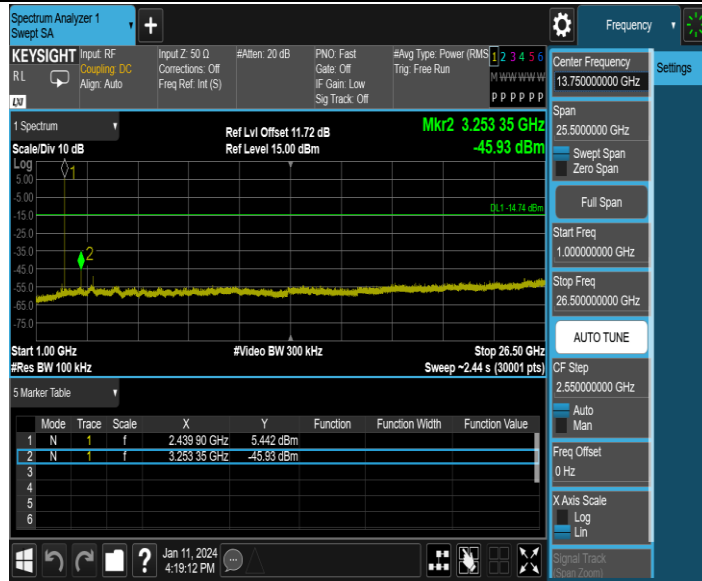 Spectrum Analyzer 1
Swept SA
Frequency
KEYSIGHT
RL
LXI
Input: RF
Coupling: DC
Align: Auto
Input Z: 50 Ω
Corrections: Off
Freq Ref: Int (S)
#Atten: 20 dB
PNO: Fast
Gate: Off
IF Gain: Low
Sig Track: Off
#Avg Type: Power (RMS
Trig: Free Run
1 2 3 4 5 6
M W W W W W
P P P P P P
1 Spectrum
Scale/Div 10 dB
Ref Lvl Offset 11.72 dB
Ref Level 15.00 dBm
Mkr2 3.253 35 GHz
-45.93 dBm
Log
5.00
-5.00
-15.0
-25.0
-35.0
-45.0
-55.0
-65.0
-75.0
1
2
DL1 -14.74 dBm
Start 1.00 GHz
#Res BW 100 kHz
#Video BW 300 kHz
Stop 26.50 GHz
Sweep ~2.44 s (30001 pts)
5 Marker Table
Mode Trace Scale X Y Function Function Width Function Value
1 N 1 f 2.439 90 GHz 5.442 dBm
2 N 1 f 3.253 35 GHz -45.93 dBm
3
4
5
6
Jan 11, 2024
4:19:12 PM
Center Frequency
13.750000000 GHz
Span
25.5000000 GHz
Swept Span
Zero Span
Full Span
Start Freq
1.000000000 GHz
Stop Freq
26.500000000 GHz
AUTO TUNE
CF Step
2.550000000 GHz
Auto
Man
Freq Offset
0 Hz
X Axis Scale
Log
Lin
Signal Track
(Span Zoom)
Settings